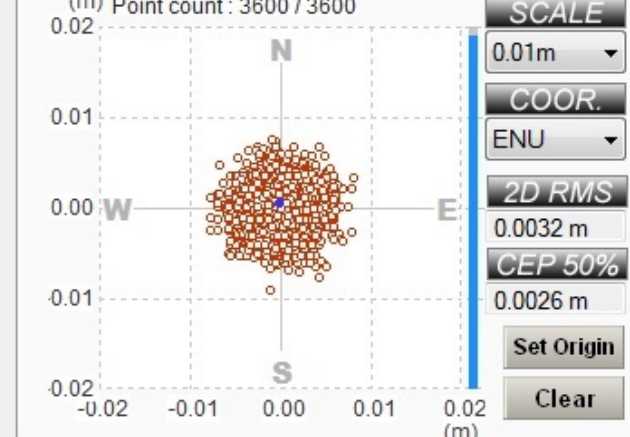 (m) Point count : 3600 / 3600
0.02
N
0.01
0.00
W
E
-0.01
S
-0.02
-0.02 -0.01 0.00 0.01 0.02
(m)
SCALE
0.01m
COOR.
ENU
2D RMS
0.0032 m
CEP 50%
0.0026 m
Set Origin
Clear